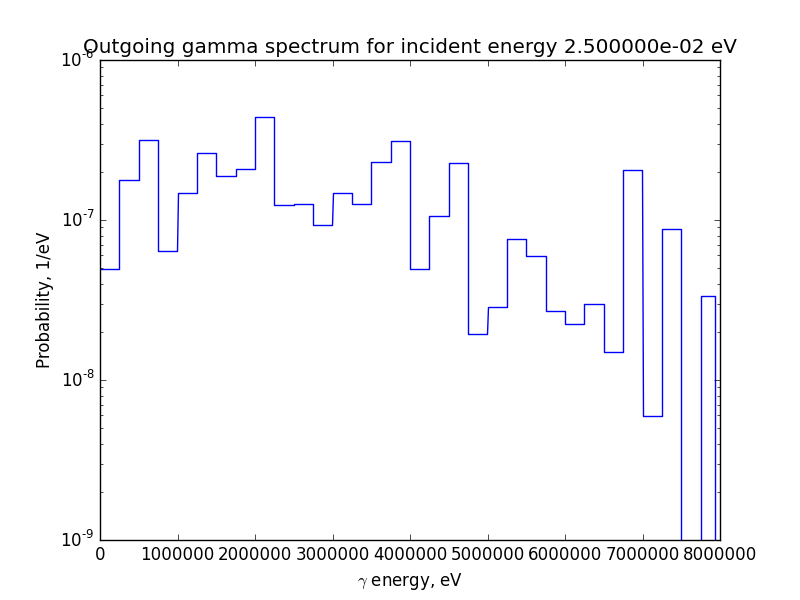 Outgoing gamma spectrum for incident energy 2.500000e-02 eV
10^-6
10^-7
10^-8
10^-9
Probability, 1/eV
0 1000000 2000000 3000000 4000000 5000000 6000000 7000000 8000000
γ energy, eV